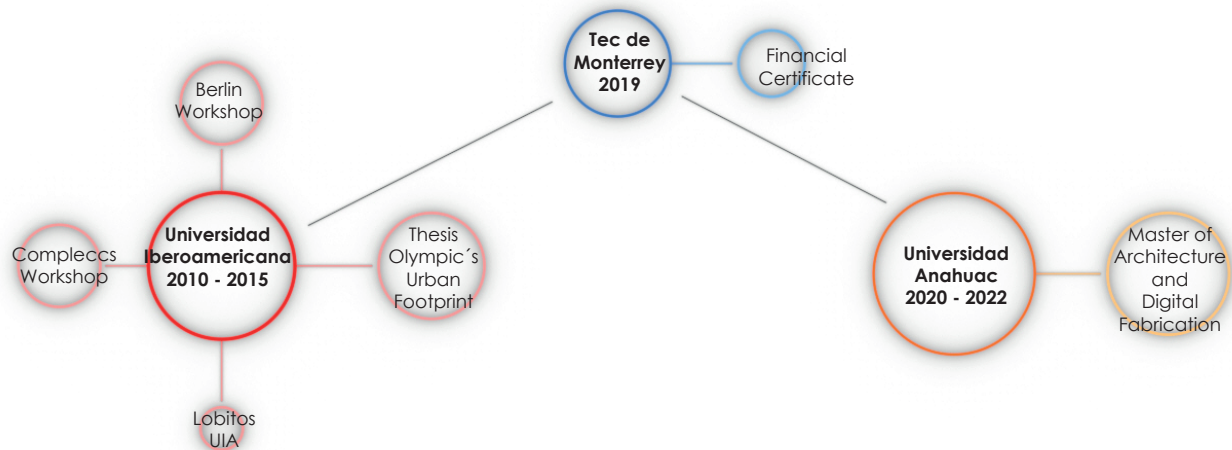 Tec de
Monterrey
2019
Financial
Certificate
Berlin
Workshop
Compleccs
Workshop
Universidad
Iberoamericana
2010 - 2015
Thesis
Olympic´s
Urban
Footprint
Lobitos
UIA
Universidad
Anahuac
2020 - 2022
Master of
Architecture
and
Digital
Fabrication